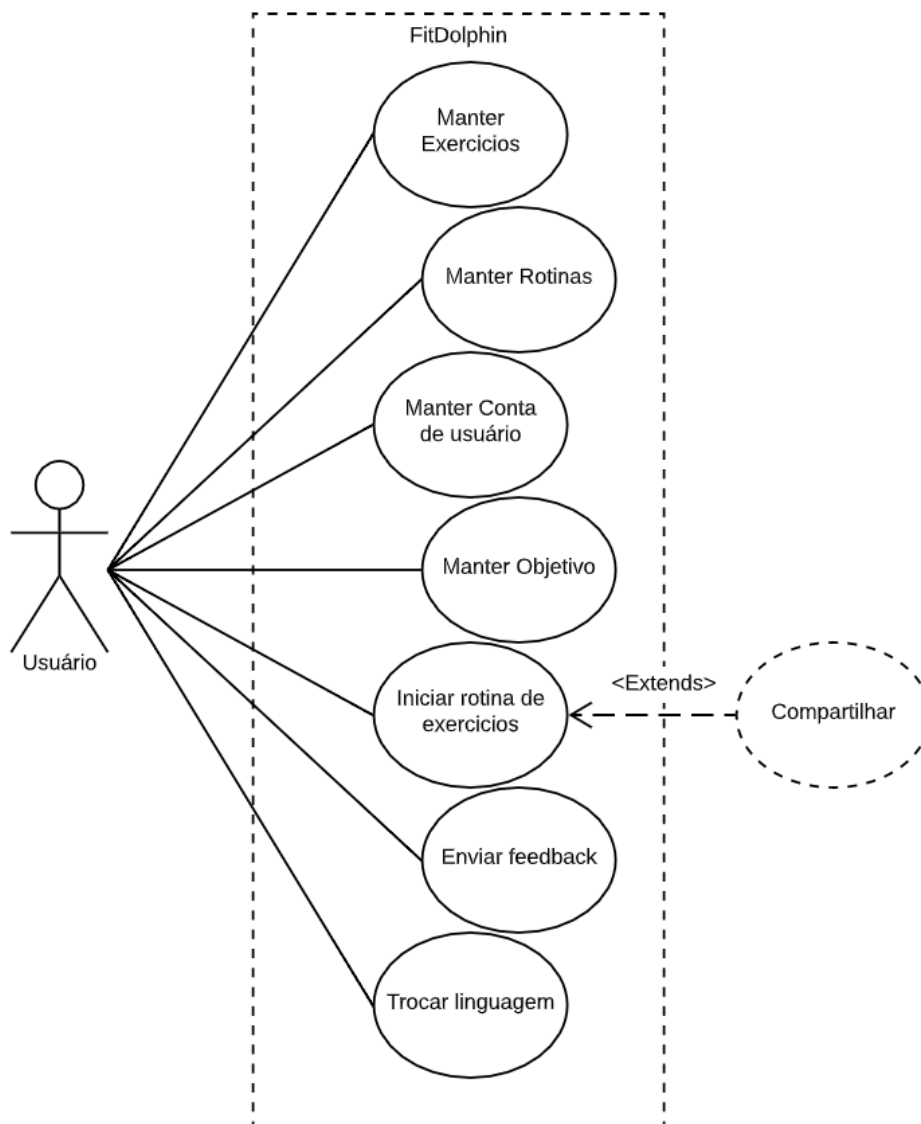 FitDolphin
Manter
Exercicios
Manter Rotinas
Manter Conta
de usuário
Manter Objetivo
Usuário
Iniciar rotina de
exercicios
<Extends>
Compartilhar
Enviar feedback
Trocar linguagem